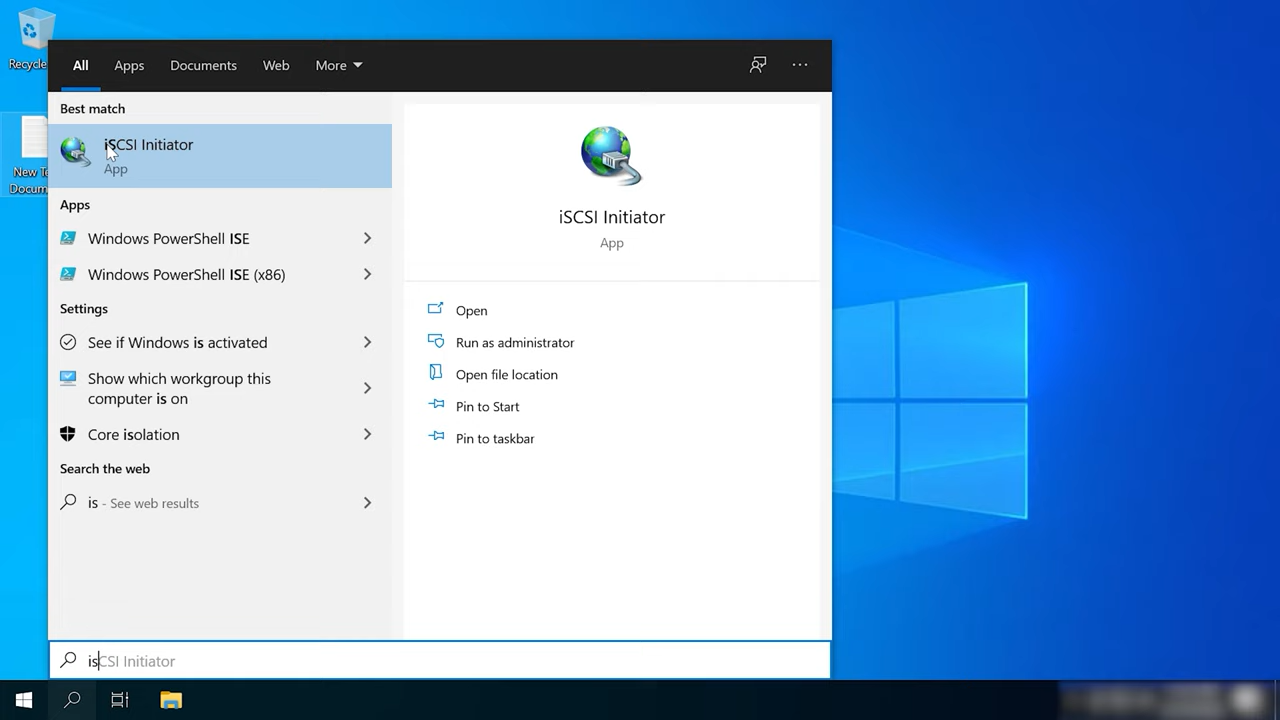 Recycle
New Te
Docum
All
Apps
Documents
Web
More
Best match
iSCSI Initiator
App
Apps
Windows PowerShell ISE
Windows PowerShell ISE (x86)
Settings
See if Windows is activated
Show which workgroup this
computer is on
Core isolation
Search the web
is - See web results
iSCSI Initiator
App
Open
Run as administrator
Open file location
Pin to Start
Pin to taskbar
isCSI Initiator